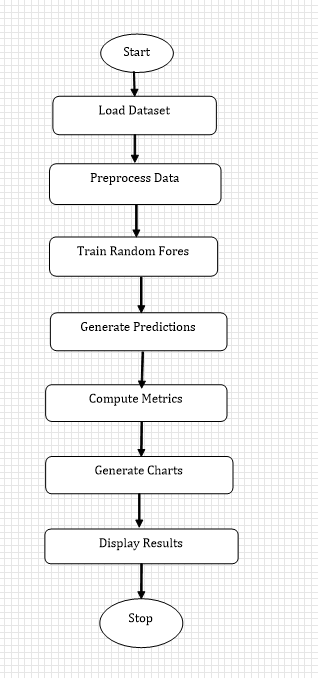 Start
Load Dataset
Preprocess Data
Train Random Fores
Generate Predictions
Compute Metrics
Generate Charts
Display Results
Stop